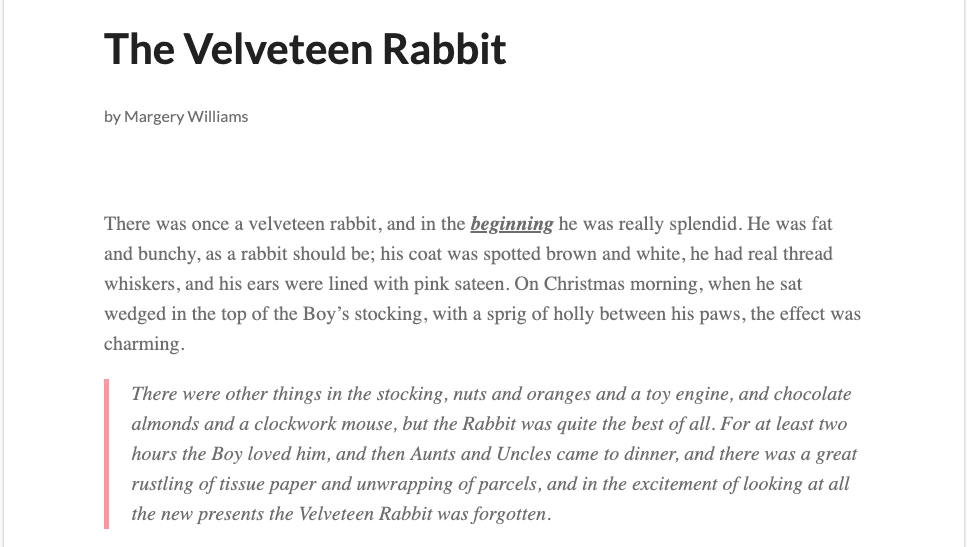 The Velveteen Rabbit
by Margery Williams
There was once a velveteen rabbit, and in the beginning he was really splendid. He was fat
and bunchy, as a rabbit should be; his coat was spotted brown and white, he had real thread
whiskers, and his ears were lined with pink sateen. On Christmas morning, when he sat
wedged in the top of the Boy’s stocking, with a sprig of holly between his paws, the effect was
charming.
There were other things in the stocking, nuts and oranges and a toy engine, and chocolate
almonds and a clockwork mouse, but the Rabbit was quite the best of all. For at least two
hours the Boy loved him, and then Aunts and Uncles came to dinner, and there was a great
rustling of tissue paper and unwrapping of parcels, and in the excitement of looking at all
the new presents the Velveteen Rabbit was forgotten.